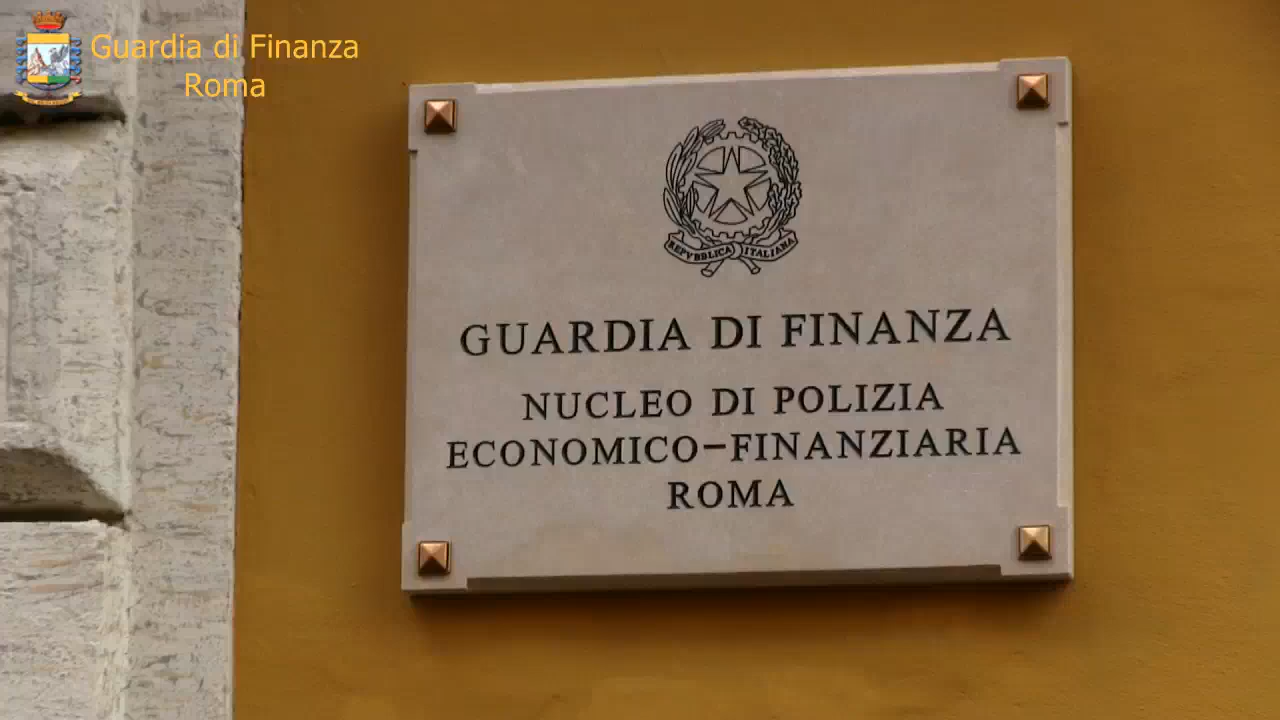 Guardia di Finanza
Roma
REPVBBLICA ITALIANA
GUARDIA DI FINANZA
NUCLEO DI POLIZIA
ECONOMICO-FINANZIARIA
ROMA